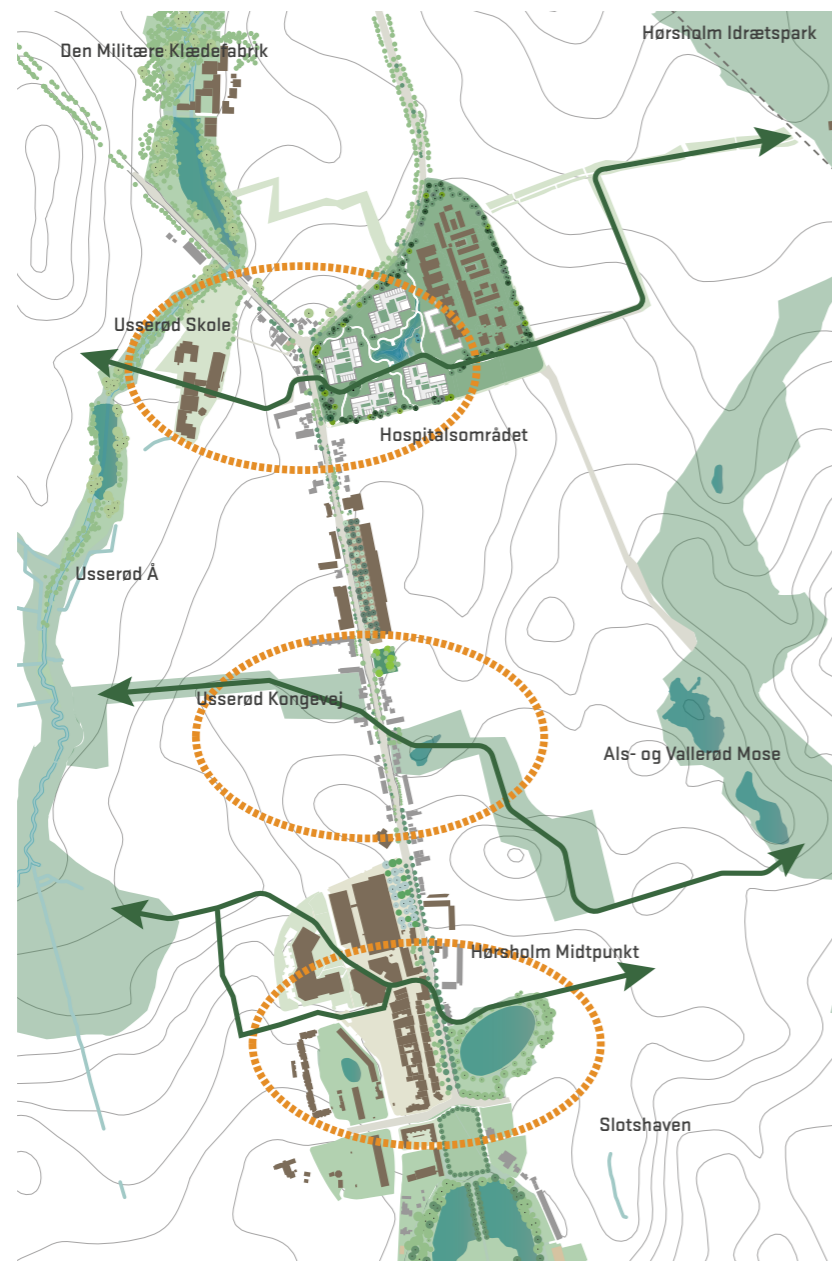 Hørsholm Idrætspark
Den Militære Klædefabrik
Usserød Skole
Hospitalsområdet
Usserød Å
Usserød Kongevej
Als- og Vallerød Mose
Hørsholm Midtpunkt
Slotshaven